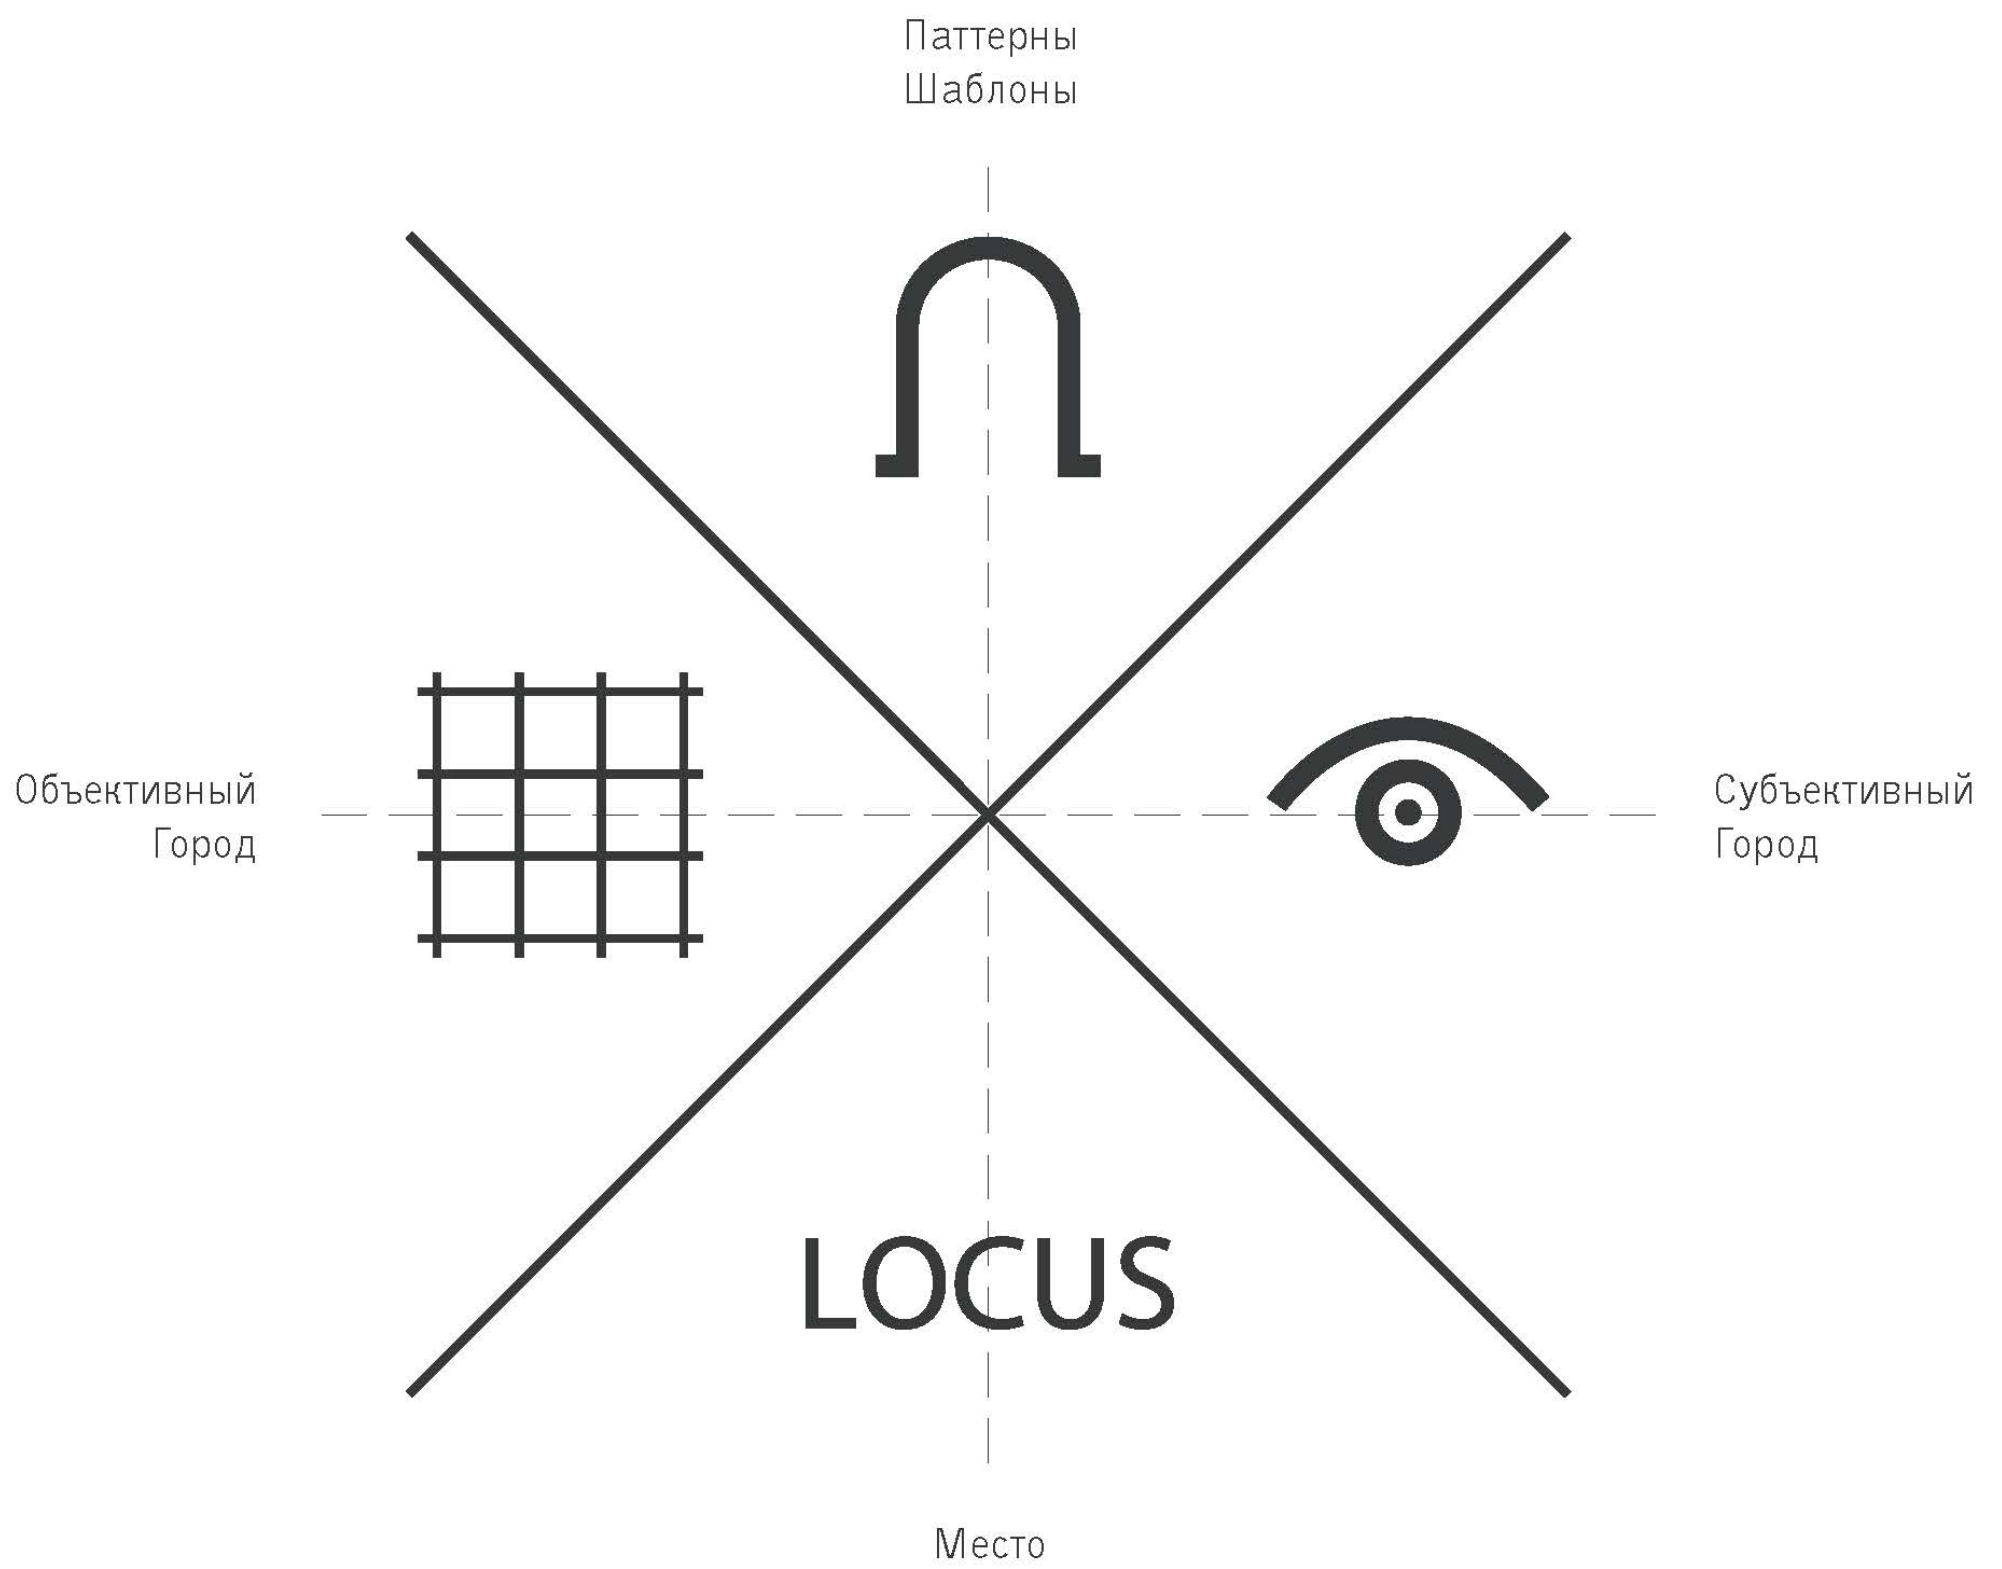 Паттерны
Шаблоны
Объективный
Город
Субъективный
Город
LOCUS
Место